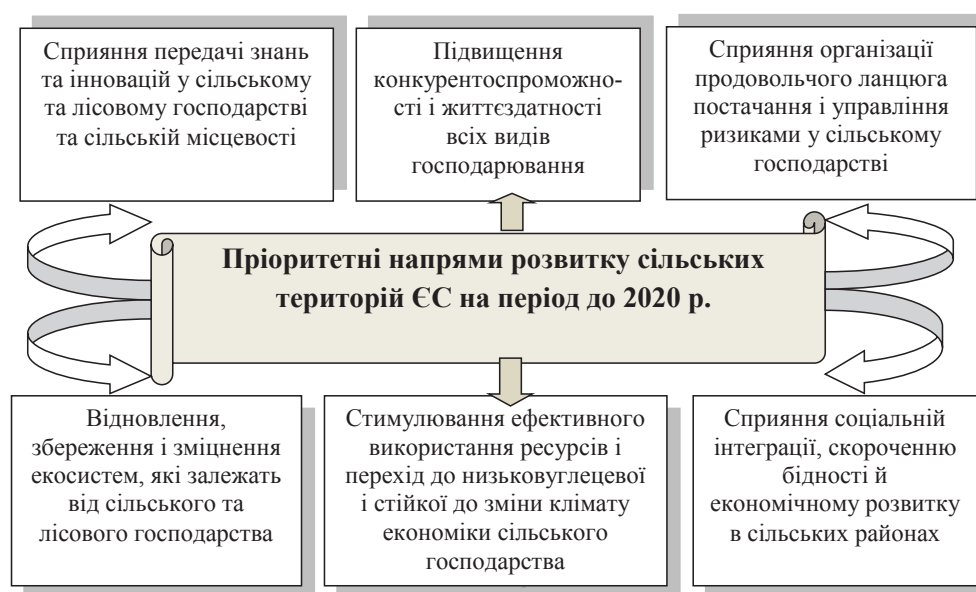 Сприяння передачі знань
та інновацій у сільському
та лісовому господарстві
та сільській місцевості
Підвищення
конкурентоспроможно-
сті і життєздатності
всіх видів
господарювання
Сприяння організації
продовольчого ланцюга
постачання і управління
ризиками у сільському
господарстві
Пріоритетні напрями розвитку сільських
територій ЄС на період до 2020 р.
Відновлення,
збереження і зміцнення
екосистем, які залежать
від сільського та
лісового господарства
Стимулювання ефективного
використання ресурсів і
перехід до низьковуглецевої
і стійкої до зміни клімату
економіки сільського
господарства
Сприяння соціальній
інтеграції, скороченню
бідності й
економічному розвитку
в сільських районах